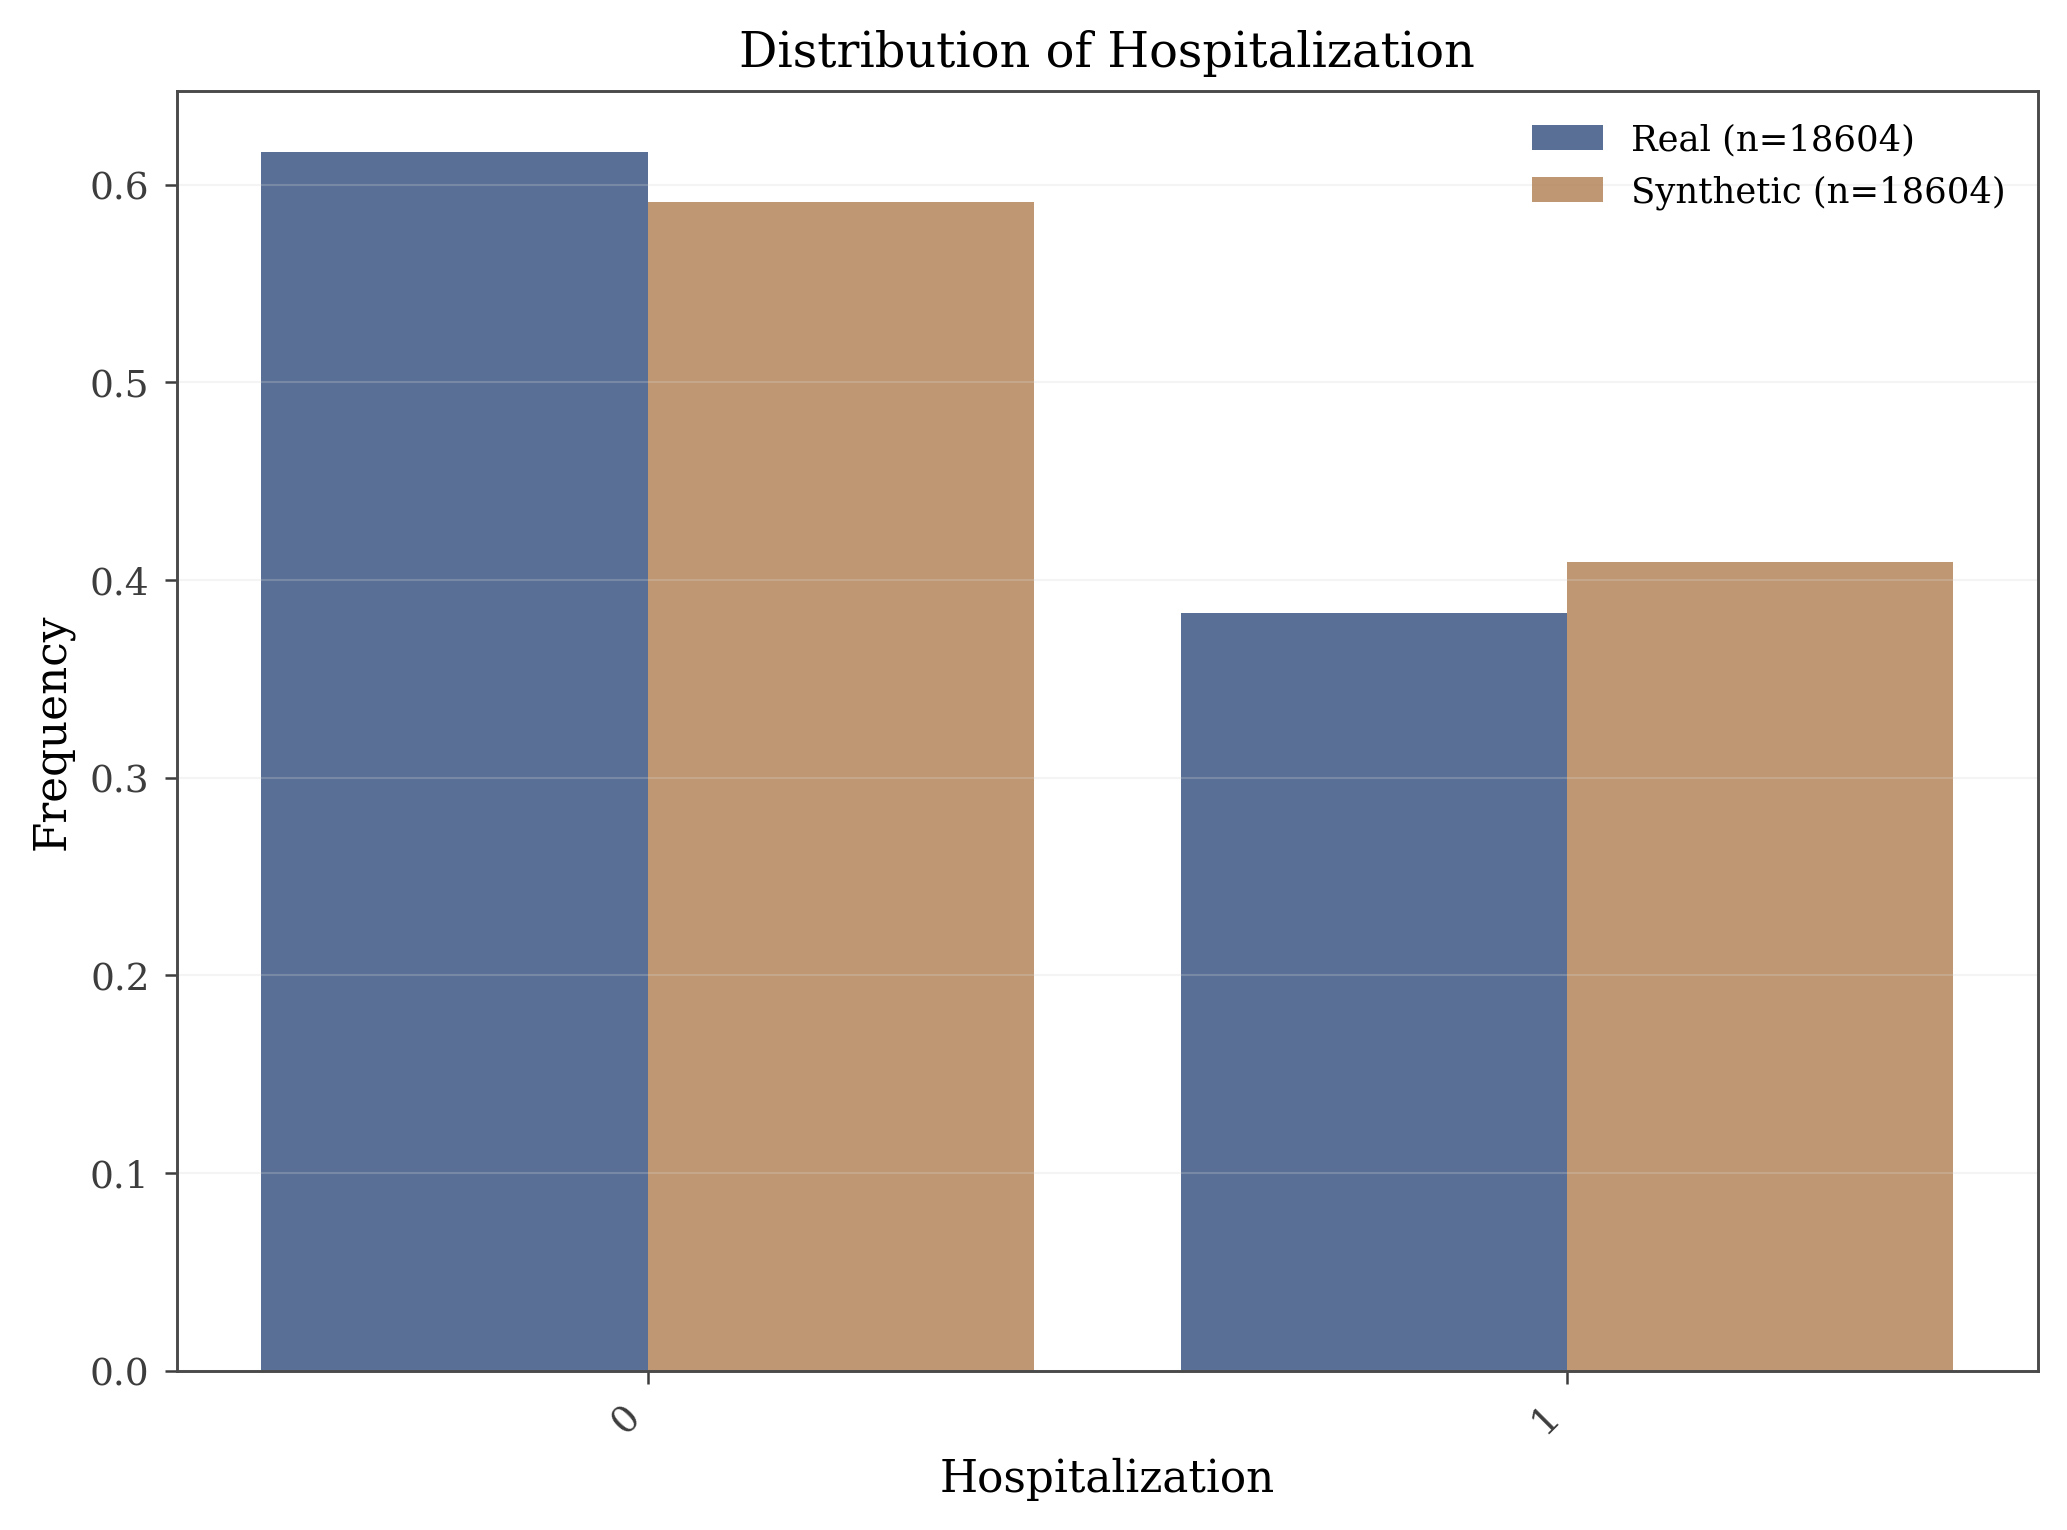 Distribution of Hospitalization
Real (n=18604)
Synthetic (n=18604)
Frequency
0.6
0.5
0.4
0.3
0.2
0.1
0.0
0
1
Hospitalization